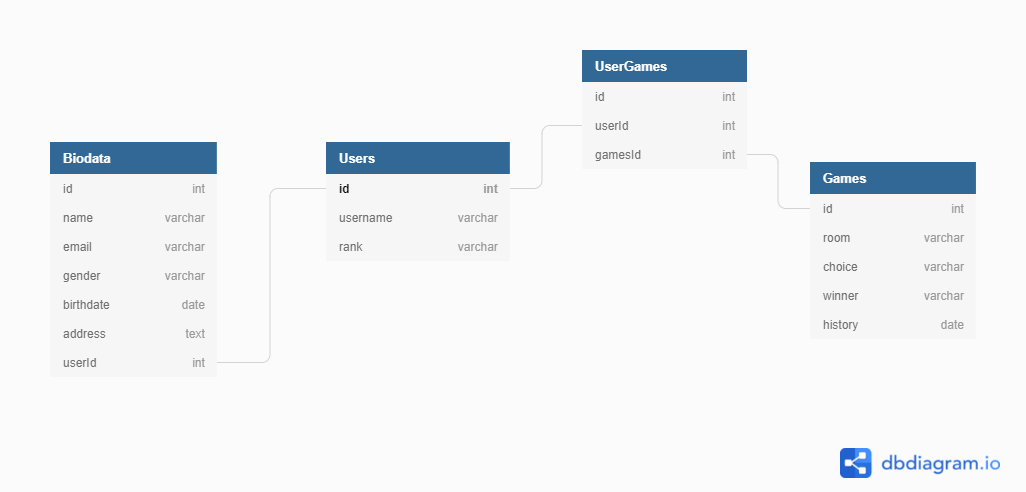 Biodata
id int
name varchar
email varchar
gender varchar
birthdate date
address text
userId int
Users
id int
username varchar
rank varchar
UserGames
id int
userId int
gamesId int
Games
id int
room varchar
choice varchar
winner varchar
history date
dbdiagram.io